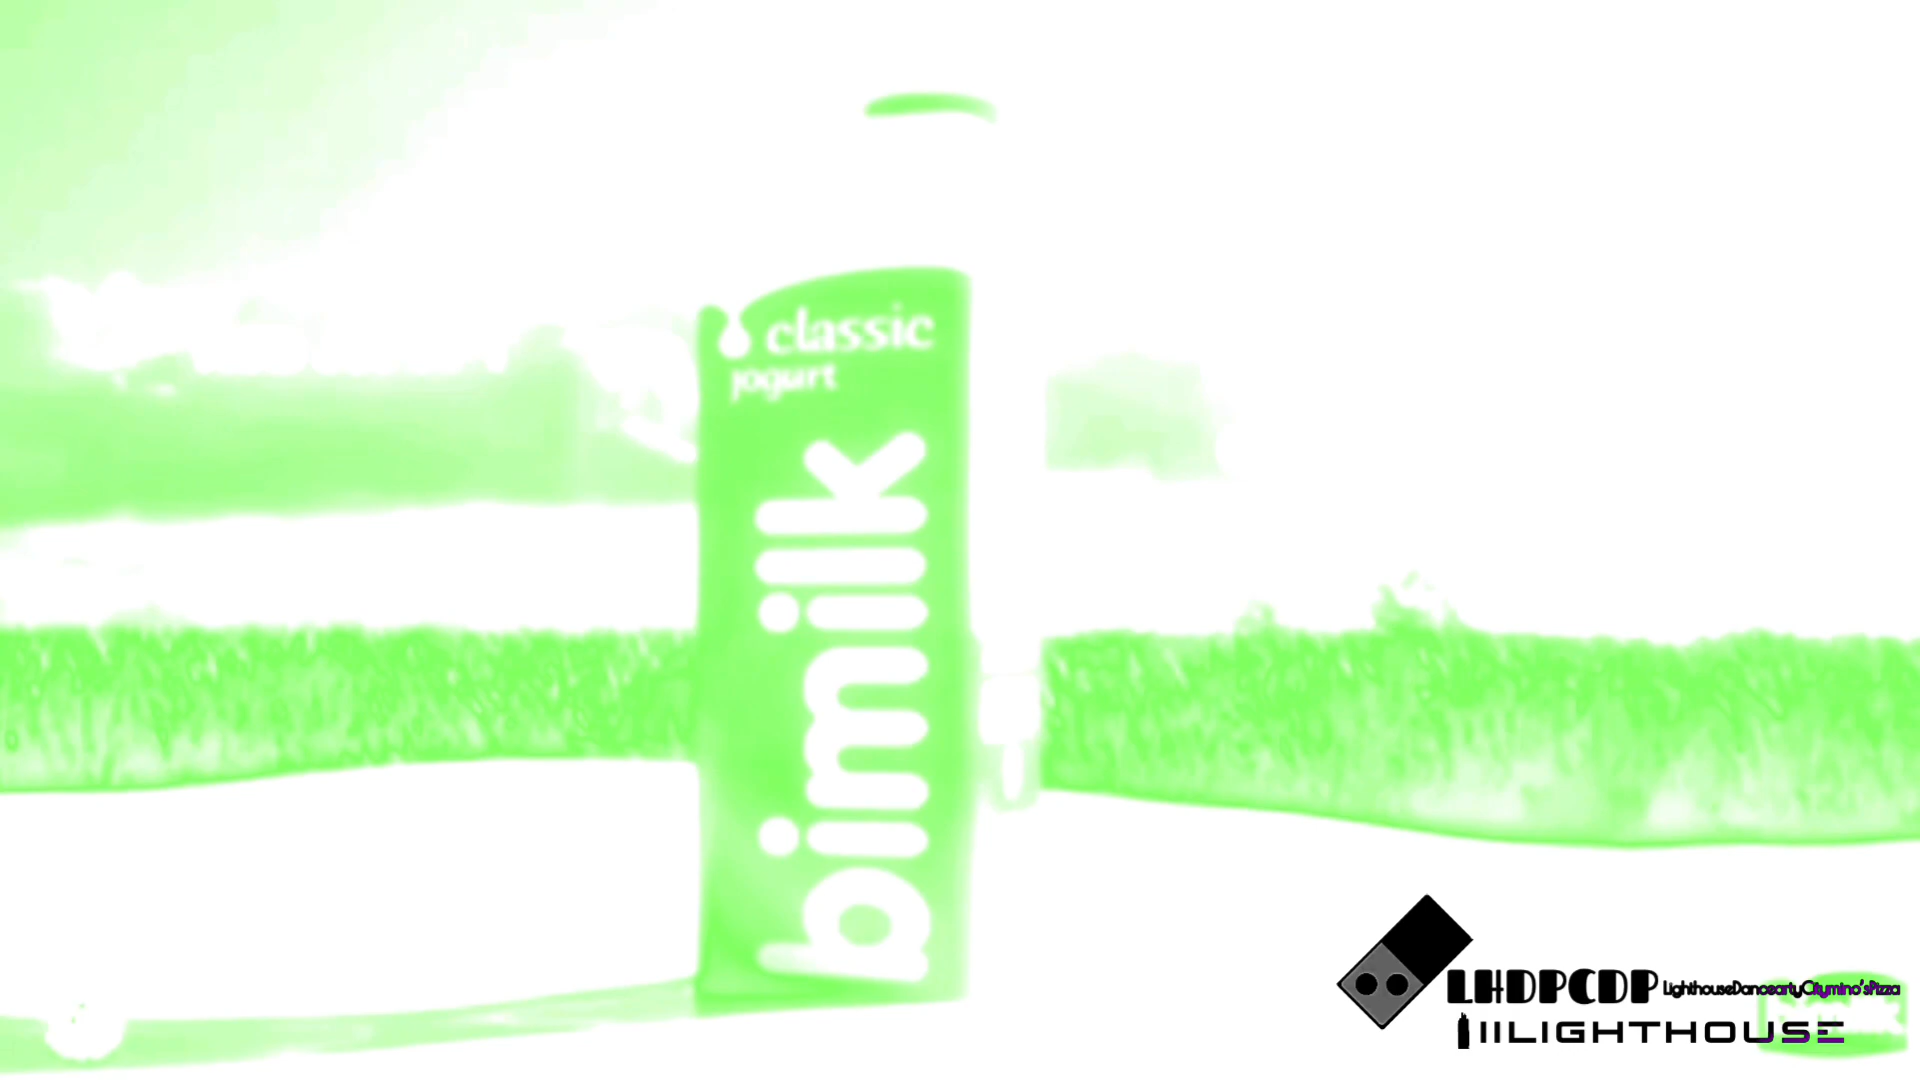 classic
jogurt
bimilk
LHDPCDP LighthouseDanceartyCitymino'sPizza
LIGHTHOUSE